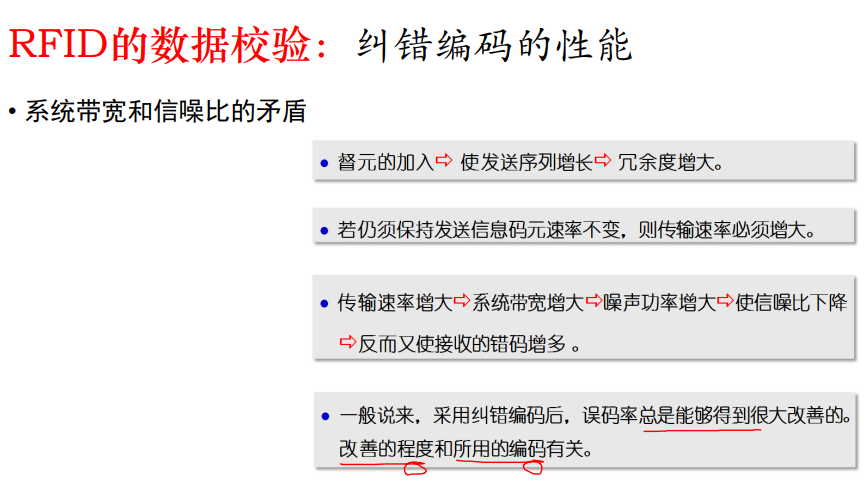 RFID的数据校验：纠错编码的性能
• 系统带宽和信噪比的矛盾
● 督元的加入⇨ 使发送序列增长⇨ 冗余度增大。
● 若仍须保持发送信息码元速率不变，则传输速率必须增大。
● 传输速率增大⇨系统带宽增大⇨噪声功率增大⇨使信噪比下降
⇨反而又使接收的错码增多 。
● 一般说来，采用纠错编码后，误码率总是能够得到很大改善的。
改善的程度和所用的编码有关。